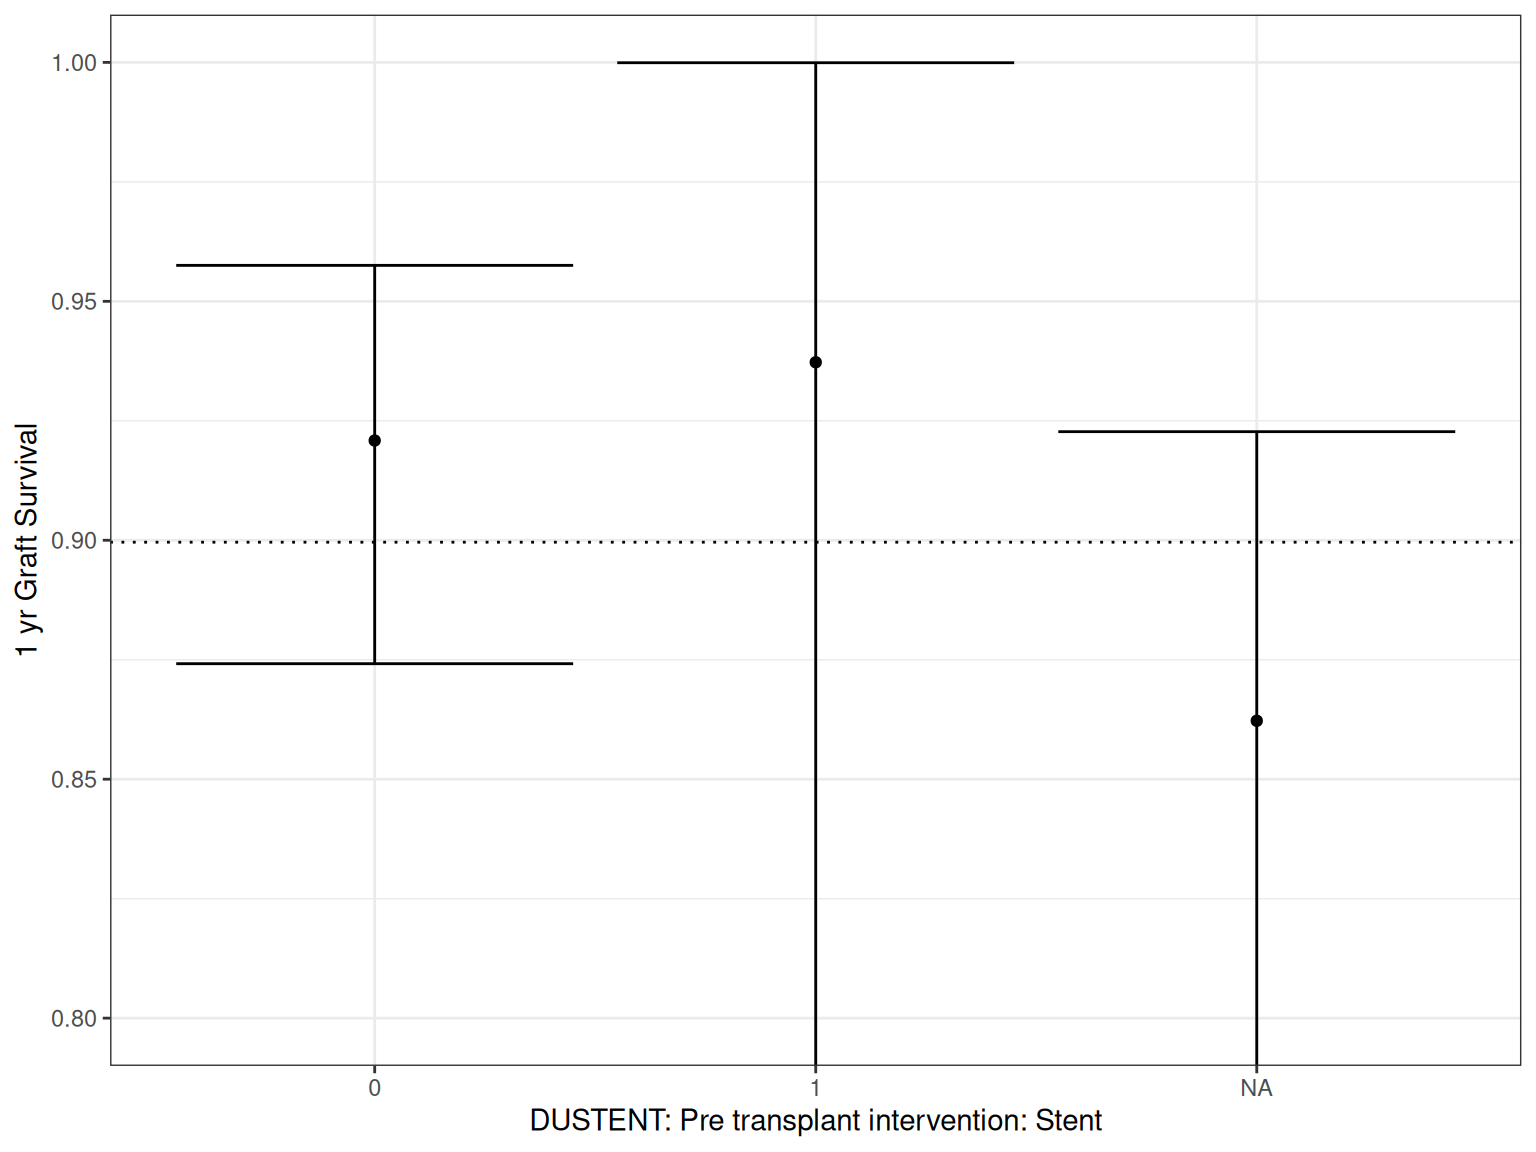 1.00
0.95
0.90
0.85
0.80
1 yr Graft Survival
0
1
NA
DUSTENT: Pre transplant intervention: Stent